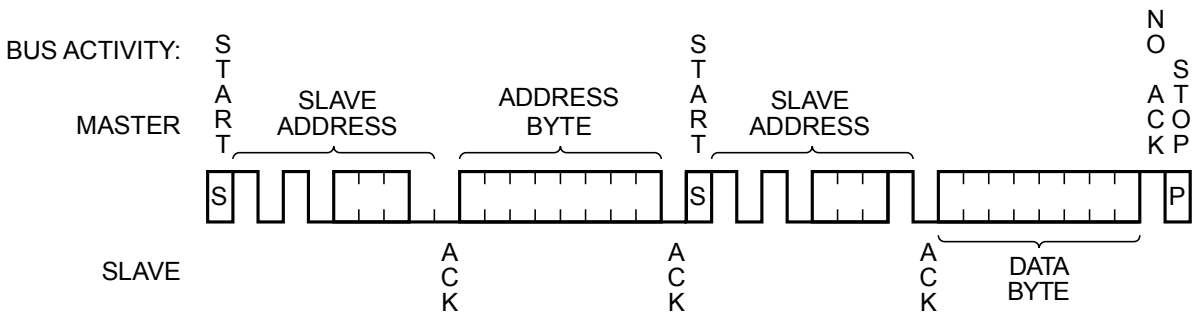 BUS ACTIVITY:
MASTER
START
SLAVE
ADDRESS
ADDRESS
BYTE
START
SLAVE
ADDRESS
NO ACK
STOP
S
S
P
SLAVE
ACK
ACK
ACK
DATA
BYTE